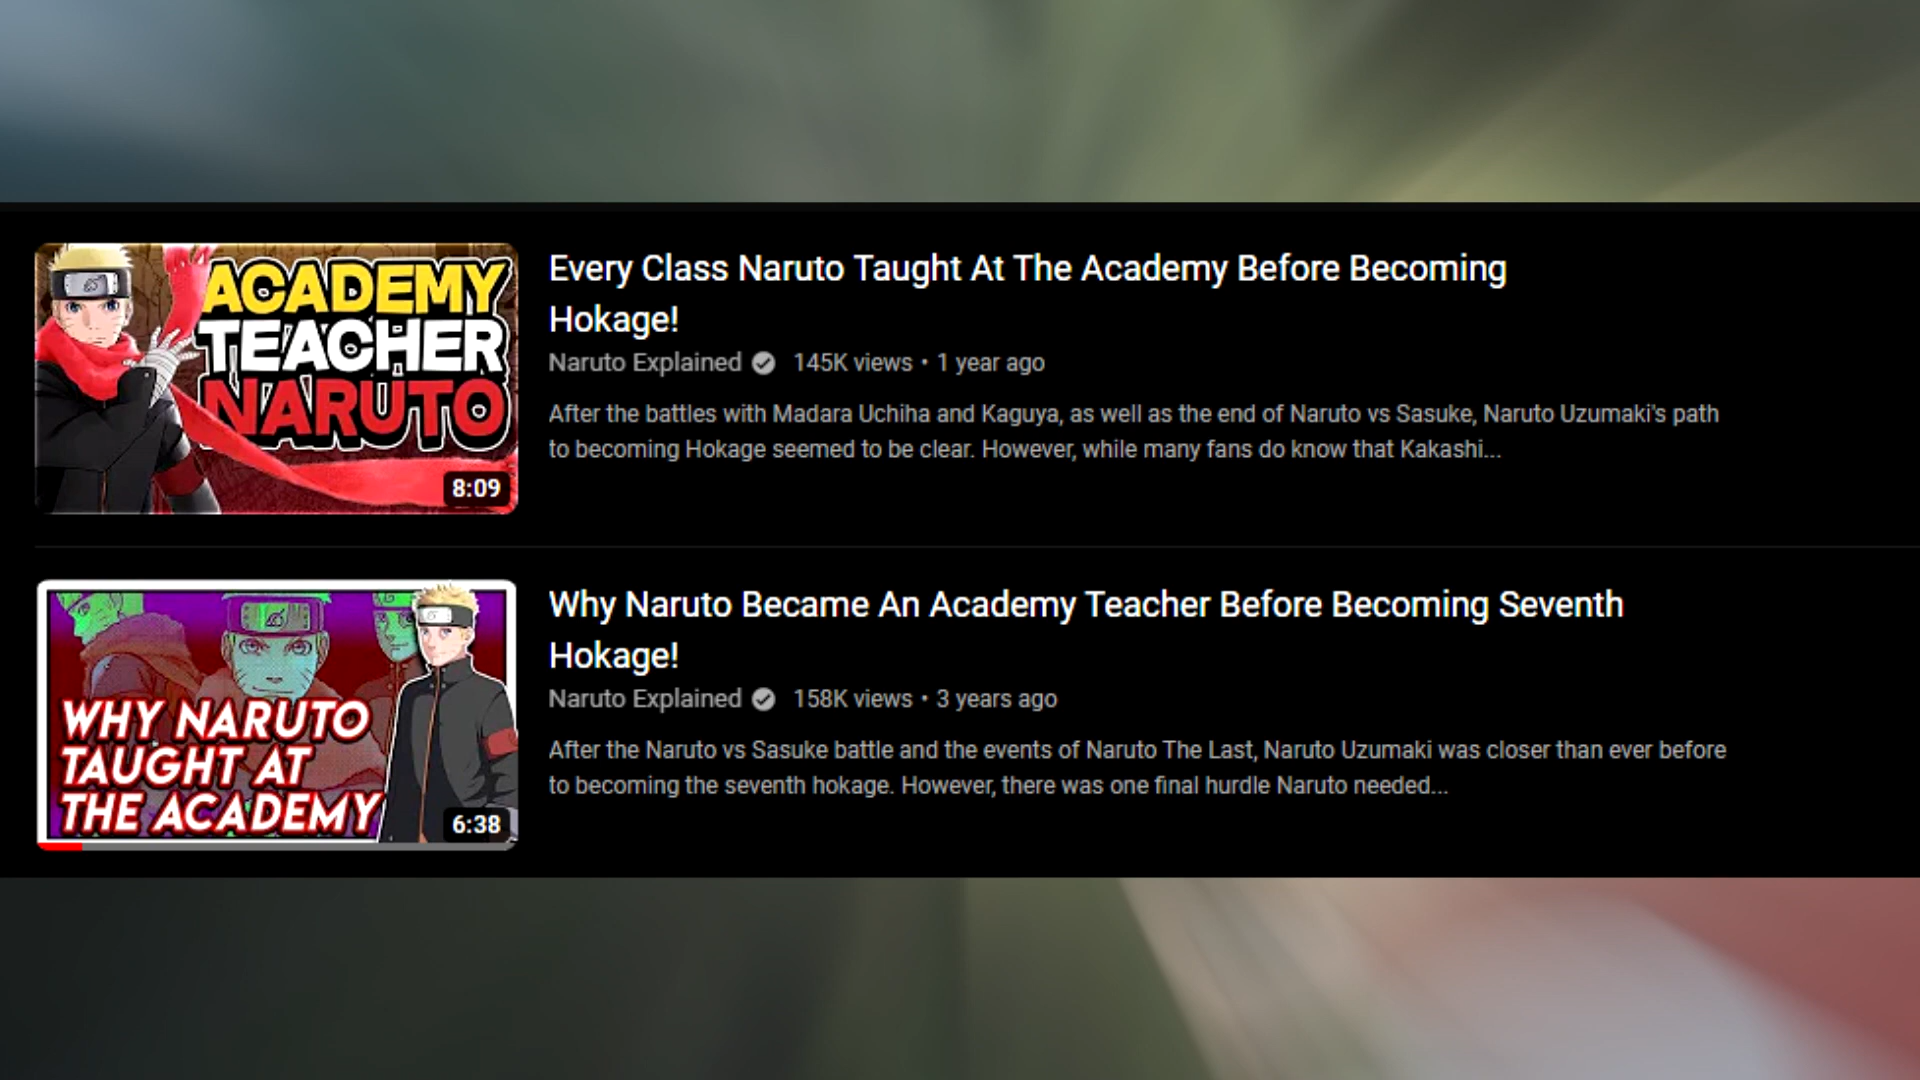 ACADEMY
TEACHER
NARUTO
8:09
Every Class Naruto Taught At The Academy Before Becoming
Hokage!
Naruto Explained 145K views • 1 year ago
After the battles with Madara Uchiha and Kaguya, as well as the end of Naruto vs Sasuke, Naruto Uzumaki's path
to becoming Hokage seemed to be clear. However, while many fans do know that Kakashi...
WHY NARUTO
TAUGHT AT
THE ACADEMY
6:38
Why Naruto Became An Academy Teacher Before Becoming Seventh
Hokage!
Naruto Explained 158K views • 3 years ago
After the Naruto vs Sasuke battle and the events of Naruto The Last, Naruto Uzumaki was closer than ever before
to becoming the seventh hokage. However, there was one final hurdle Naruto needed...